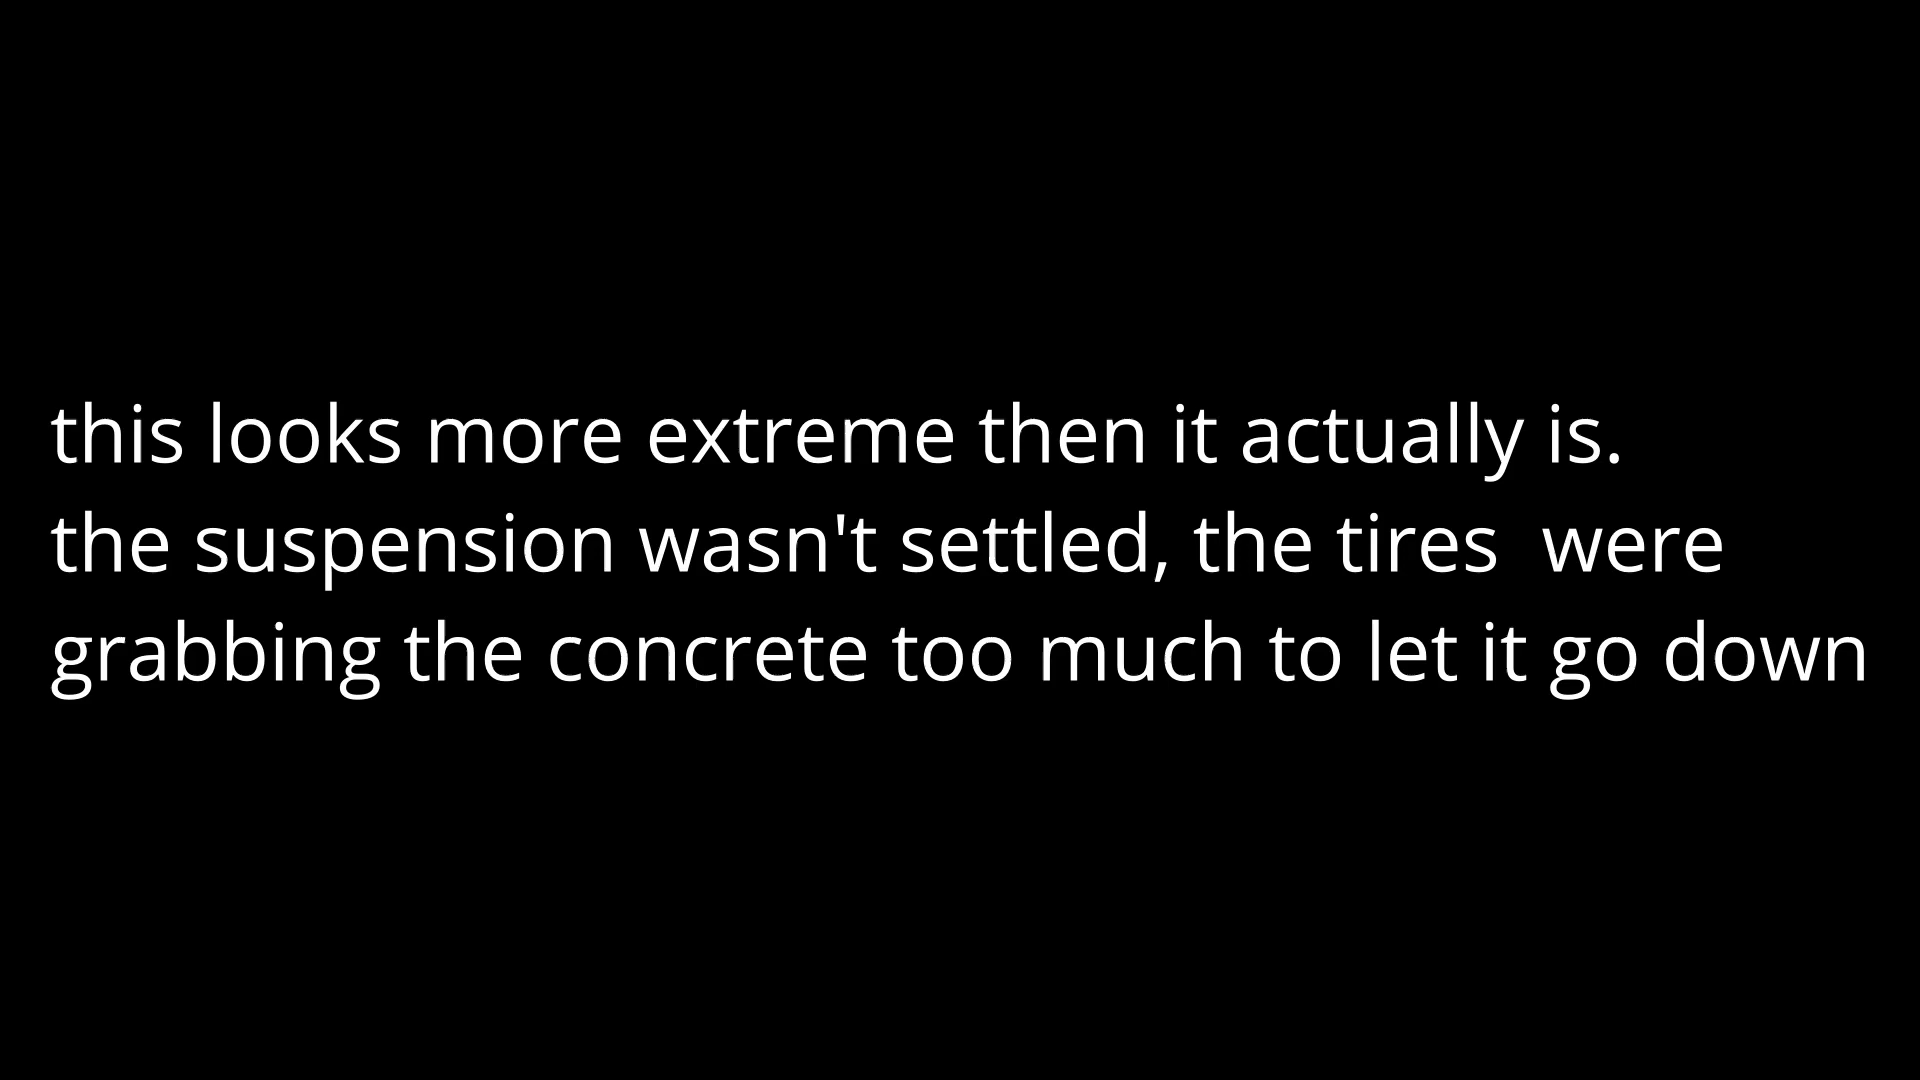 this looks more extreme then it actually is.
the suspension wasn't settled, the tires  were
grabbing the concrete too much to let it go down